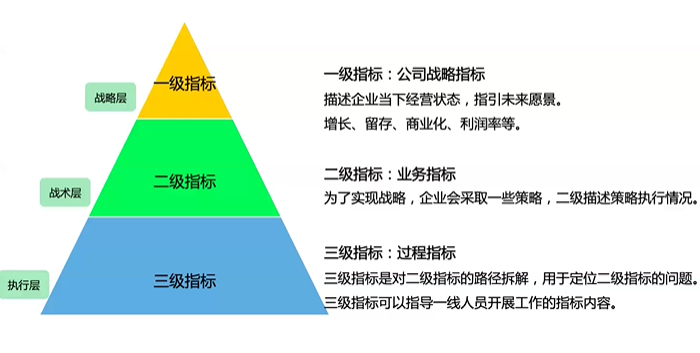 一级指标
战略层
一级指标：公司战略指标
描述企业当下经营状态，指引未来愿景。
增长、留存、商业化、利润率等。
二级指标
战术层
二级指标：业务指标
为了实现战略，企业会采取一些策略，二级描述策略执行情况。
三级指标
执行层
三级指标：过程指标
三级指标是对二级指标的路径拆解，用于定位二级指标的问题。
三级指标可以指导一线人员开展工作的指标内容。